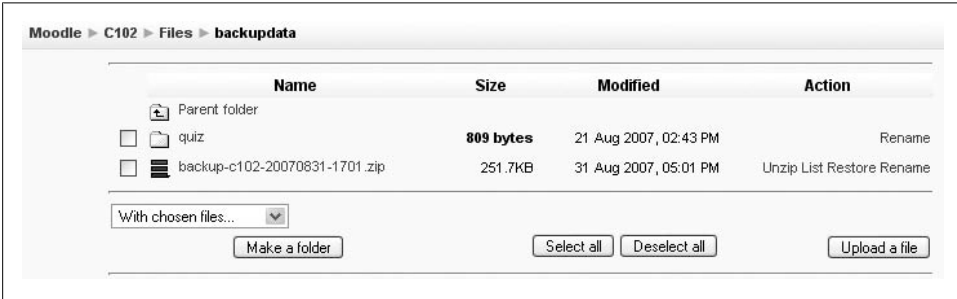 Moodle ► C102 ► Files ► backupdata
Name Size Modified Action
Parent folder
quiz 809 bytes 21 Aug 2007, 02:43 PM Rename
backup-c102-20070831-1701.zip 251.7KB 31 Aug 2007, 05:01 PM Unzip List Restore Rename
With chosen files...
Make a folder Select all Deselect all Upload a file